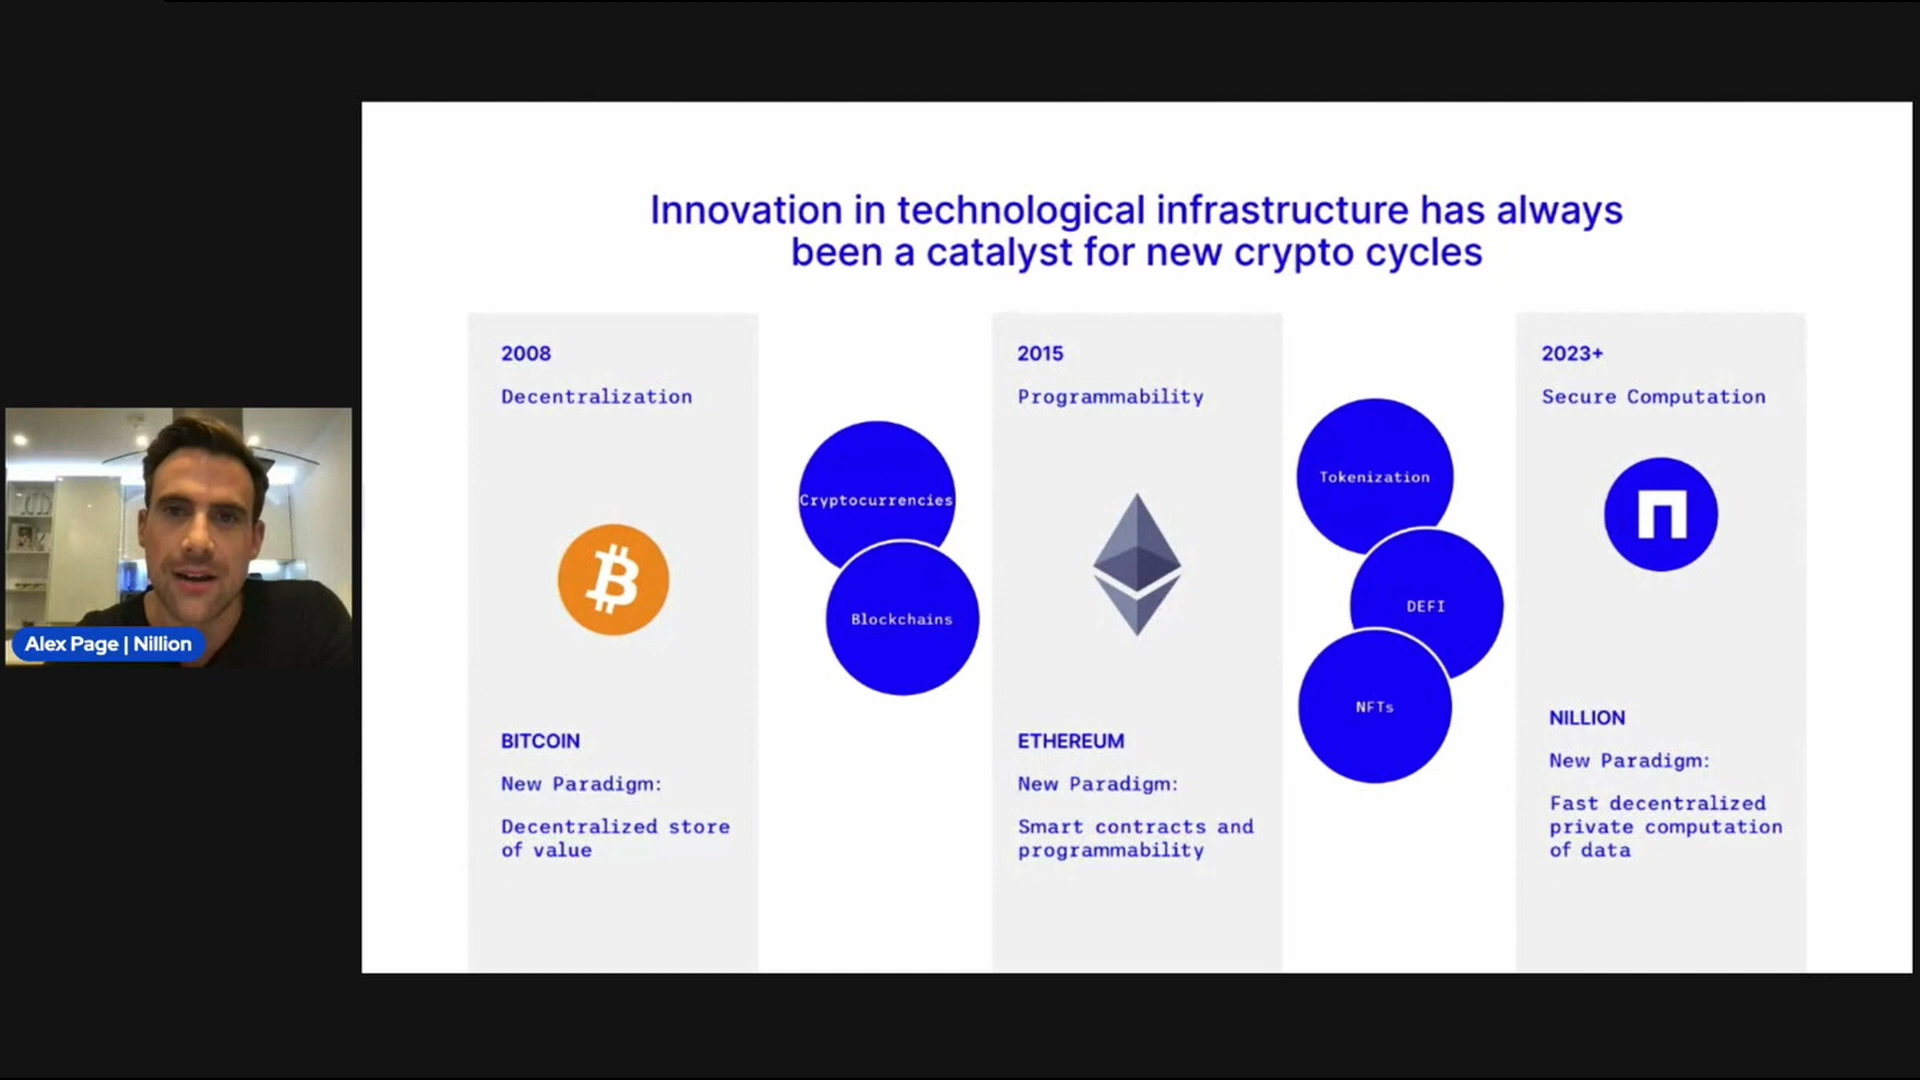 Innovation in technological infrastructure has always
been a catalyst for new crypto cycles
2008
Decentralization
BITCOIN
New Paradigm:
Decentralized store
of value
Cryptocurrencies
Blockchains
2015
Programmability
ETHEREUM
New Paradigm:
Smart contracts and
programmability
Tokenization
DEFI
NFTs
2023+
Secure Computation
NILLION
New Paradigm:
Fast decentralized
private computation
of data
Alex Page | Nillion